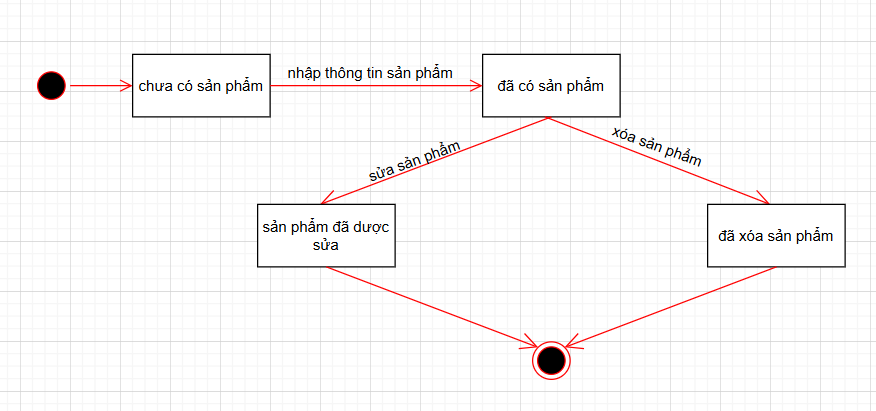 chưa có sản phẩm
nhập thông tin sản phẩm
đã có sản phẩm
sửa sản phẩm
xóa sản phẩm
sản phẩm đã dược
sửa
đã xóa sản phẩm